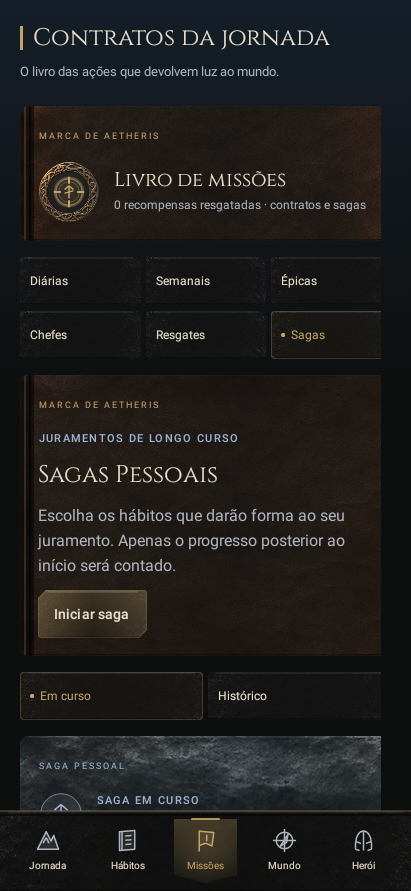 Contratos da jornada
O livro das ações que devolvem luz ao mundo.
MARCA DE AETHERIS
Livro de missões
0 recompensas resgatadas · contratos e sagas
Diárias
Semanais
Épicas
Chefes
Resgates
• Sagas
MARCA DE AETHERIS
JURAMENTOS DE LONGO CURSO
Sagas Pessoais
Escolha os hábitos que darão forma ao seu
juramento. Apenas o progresso posterior ao
início será contado.
Iniciar saga
• Em curso
Histórico
SAGA PESSOAL
SAGA EM CURSO
Jornada
Hábitos
Missões
Mundo
Herói